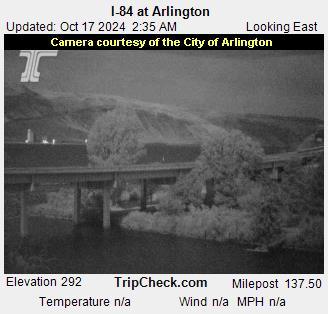 I-84 at Arlington
Updated: Oct 17 2024 2:35 AM Looking East
Camera courtesy of the City of Arlington
Elevation 292 TripCheck.com Milepost 137.50
Temperature n/a Wind n/a MPH n/a